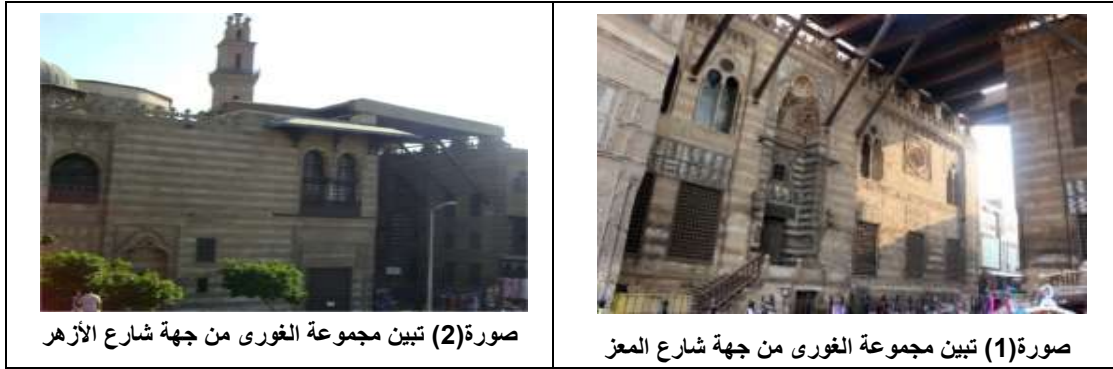 صورة(1) تبين مجموعة الغورى من جهة شارع المعز
صورة(2) تبين مجموعة الغورى من جهة شارع الأزهر